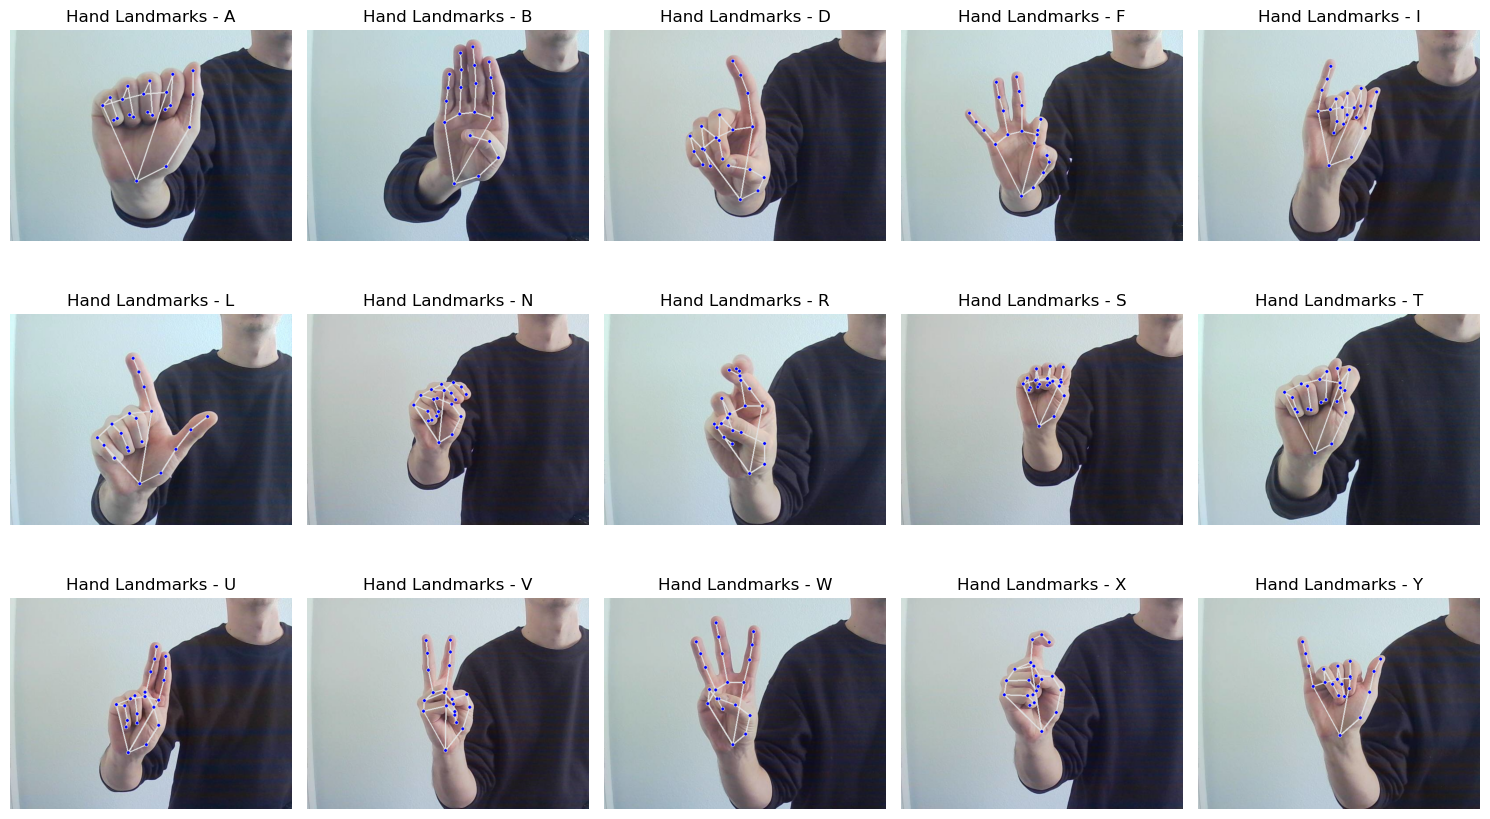 Hand Landmarks - A
Hand Landmarks - B
Hand Landmarks - D
Hand Landmarks - F
Hand Landmarks - I
Hand Landmarks - L
Hand Landmarks - N
Hand Landmarks - R
Hand Landmarks - S
Hand Landmarks - T
Hand Landmarks - U
Hand Landmarks - V
Hand Landmarks - W
Hand Landmarks - X
Hand Landmarks - Y